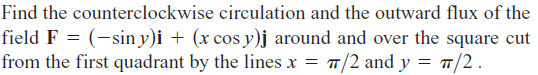 Find the counterclockwise circulation and the outward flux of the
field F = (−sin y)i + (x cos y)j around and over the square cut
from the first quadrant by the lines x = π/2 and y = π/2 .